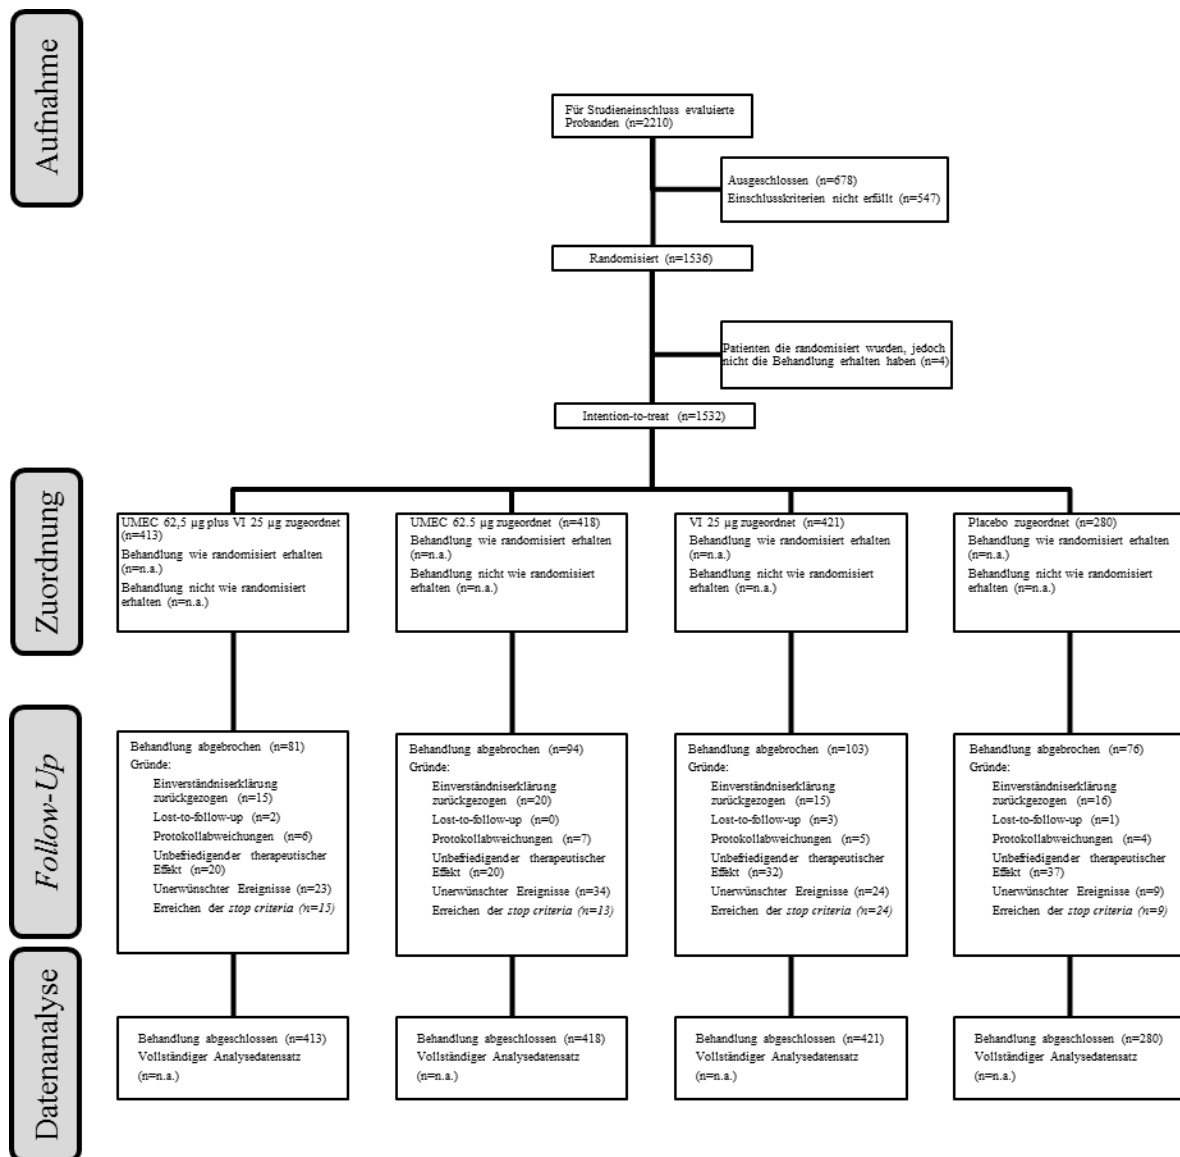 Aufnahme
Für Studieneinschluss evaluierte
Probanden (n=2210)
Ausgeschlossen (n=678)
Einschlusskriterien nicht erfüllt (n=547)
Randomisiert (n=1536)
Patienten die randomisiert wurden, jedoch
nicht die Behandlung erhalten haben (n=4)
Intention-to-treat (n=1532)
Zuordnung
UMEC 62,5 µg plus VI 25 µg zugeordnet
(n=413)
Behandlung wie randomisiert erhalten
(n=n.a.)
Behandlung nicht wie randomisiert
erhalten (n=n.a.)
UMEC 62.5 µg zugeordnet (n=418)
Behandlung wie randomisiert erhalten
(n=n.a.)
Behandlung nicht wie randomisiert
erhalten (n=n.a.)
VI 25 µg zugeordnet (n=421)
Behandlung wie randomisiert erhalten
(n=n.a.)
Behandlung nicht wie randomisiert
erhalten (n=n.a.)
Placebo zugeordnet (n=280)
Behandlung wie randomisiert erhalten
(n=n.a.)
Behandlung nicht wie randomisiert
erhalten (n=n.a.)
Follow-Up
Behandlung abgebrochen (n=81)
Gründe:
Einverständniserklärung
zurückgezogen (n=15)
Lost-to-follow-up (n=2)
Protokollabweichungen (n=6)
Unbefriedigender therapeutischer
Effekt (n=20)
Unerwünschter Ereignisse (n=23)
Erreichen der stop criteria (n=15)
Behandlung abgebrochen (n=94)
Gründe:
Einverständniserklärung
zurückgezogen (n=20)
Lost-to-follow-up (n=0)
Protokollabweichungen (n=7)
Unbefriedigender therapeutischer
Effekt (n=20)
Unerwünschter Ereignisse (n=34)
Erreichen der stop criteria (n=13)
Behandlung abgebrochen (n=103)
Gründe:
Einverständniserklärung
zurückgezogen (n=15)
Lost-to-follow-up (n=3)
Protokollabweichungen (n=5)
Unbefriedigender therapeutischer
Effekt (n=32)
Unerwünschter Ereignisse (n=24)
Erreichen der stop criteria (n=24)
Behandlung abgebrochen (n=76)
Gründe:
Einverständniserklärung
zurückgezogen (n=16)
Lost-to-follow-up (n=1)
Protokollabweichungen (n=4)
Unbefriedigender therapeutischer
Effekt (n=37)
Unerwünschter Ereignisse (n=9)
Erreichen der stop criteria (n=9)
Datenanalyse
Behandlung abgeschlossen (n=413)
Vollständiger Analysedatensatz
(n=n.a.)
Behandlung abgeschlossen (n=418)
Vollständiger Analysedatensatz
(n=n.a.)
Behandlung abgeschlossen (n=421)
Vollständiger Analysedatensatz
(n=n.a.)
Behandlung abgeschlossen (n=280)
Vollständiger Analysedatensatz
(n=n.a.)